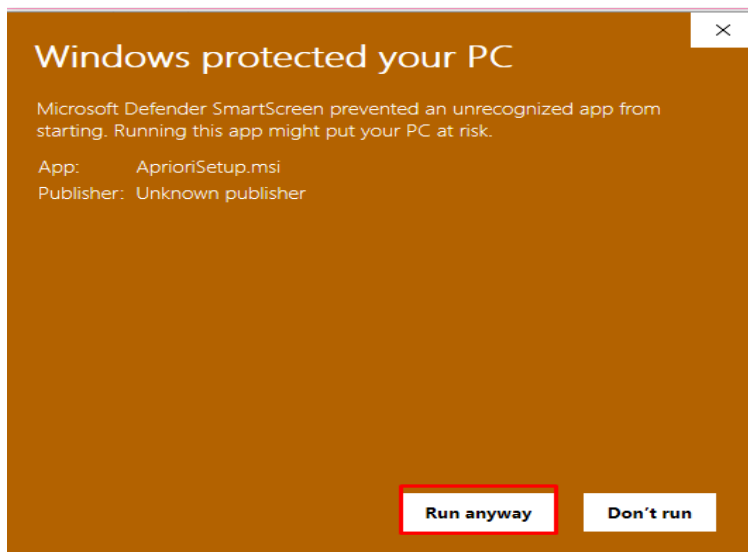 Windows protected your PC
Microsoft Defender SmartScreen prevented an unrecognized app from
starting. Running this app might put your PC at risk.
App: AprioriSetup.msi
Publisher: Unknown publisher
Run anyway Don't run